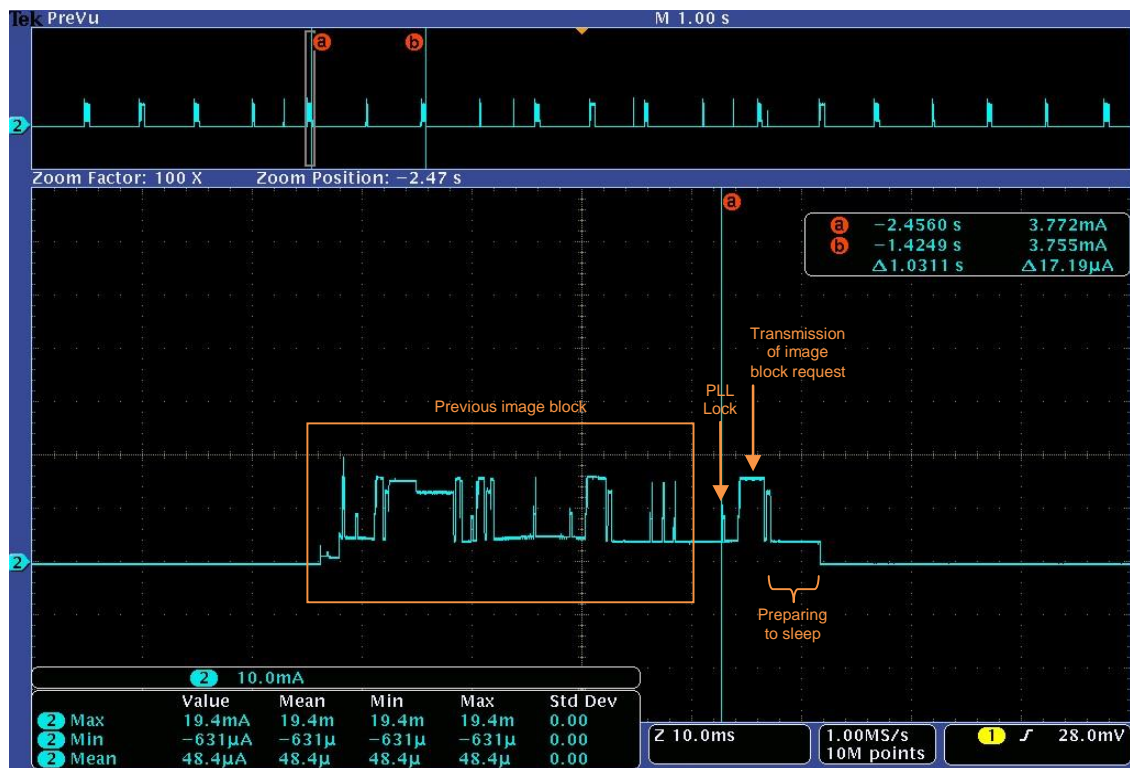 Tek PreVu M 1.00 s
a b
2
Zoom Factor: 100 X Zoom Position: −2.47 s
a
a −2.4560 s 3.772mA
b −1.4249 s 3.755mA
Δ1.0311 s Δ17.19µA
Transmission
of image
block request
PLL
Lock
Previous image block
2
Preparing
to sleep
2 10.0mA
Value Mean Min Max Std Dev
2 Max 19.4mA 19.4m 19.4m 19.4m 0.00
2 Min −631µA −631µ −631µ −631µ 0.00
2 Mean 48.4µA 48.4µ 48.4µ 48.4µ 0.00
Z 10.0ms
1.00MS/s
10M points
1 28.0mV